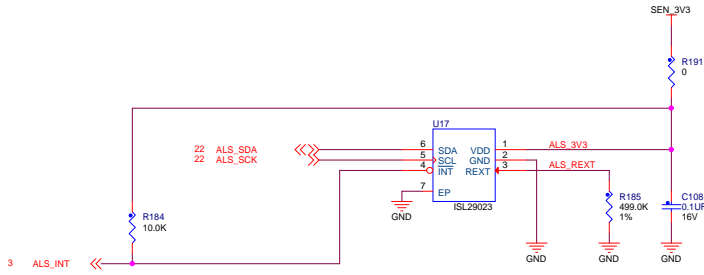 SEN_3V3
R191
0
U17
22 ALS_SDA
6 SDA VDD 1 ALS_3V3
22 ALS_SCK
5 SCL GND 2
4 INT REXT 3 ALS_REXT
7 EP
ISL29023
GND
R185
499.0K
1%
C108
0.1UF
16V
R184
10.0K
GND
GND
GND
3 ALS_INT